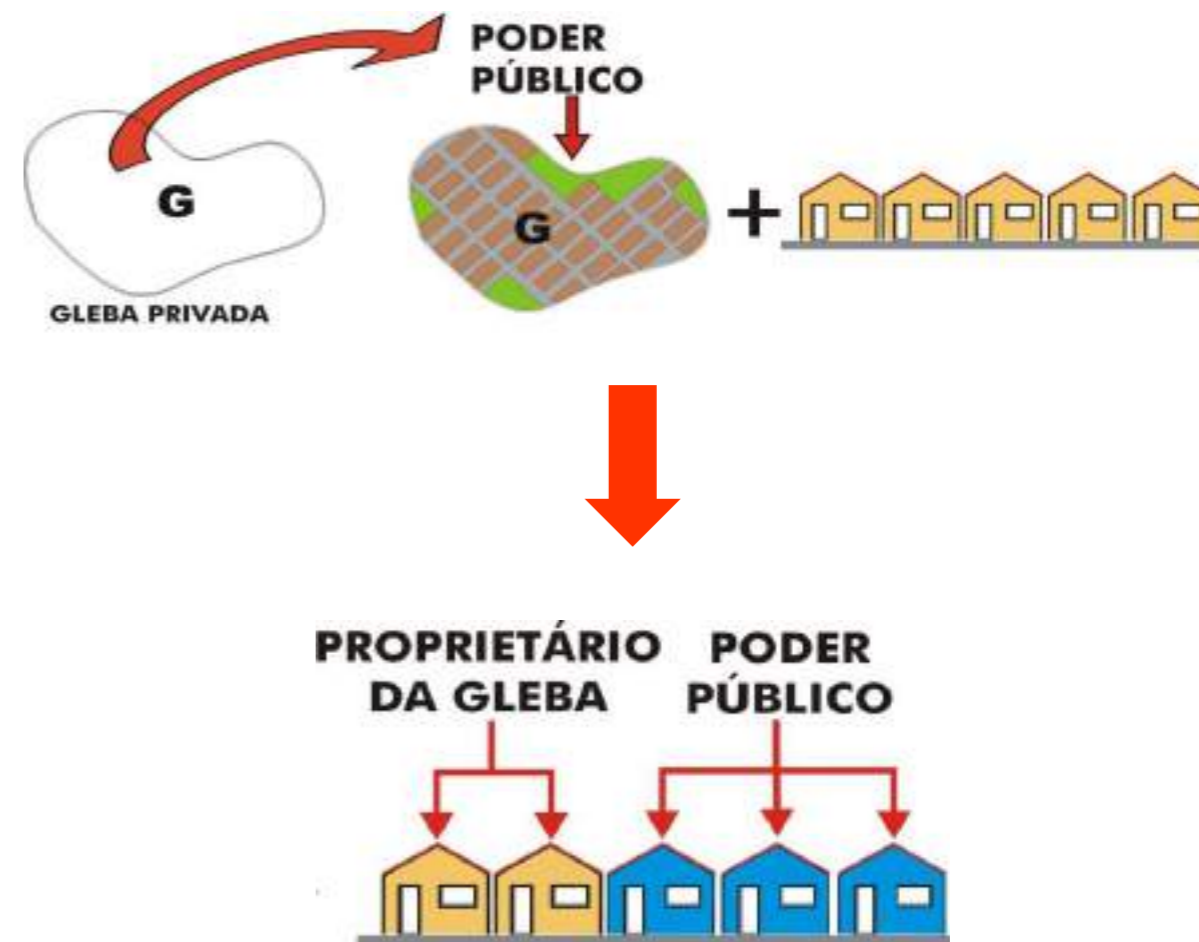 PODER
PÚBLICO
G
GLEBA PRIVADA
G
+
PROPRIETÁRIO
DA GLEBA
PODER
PÚBLICO